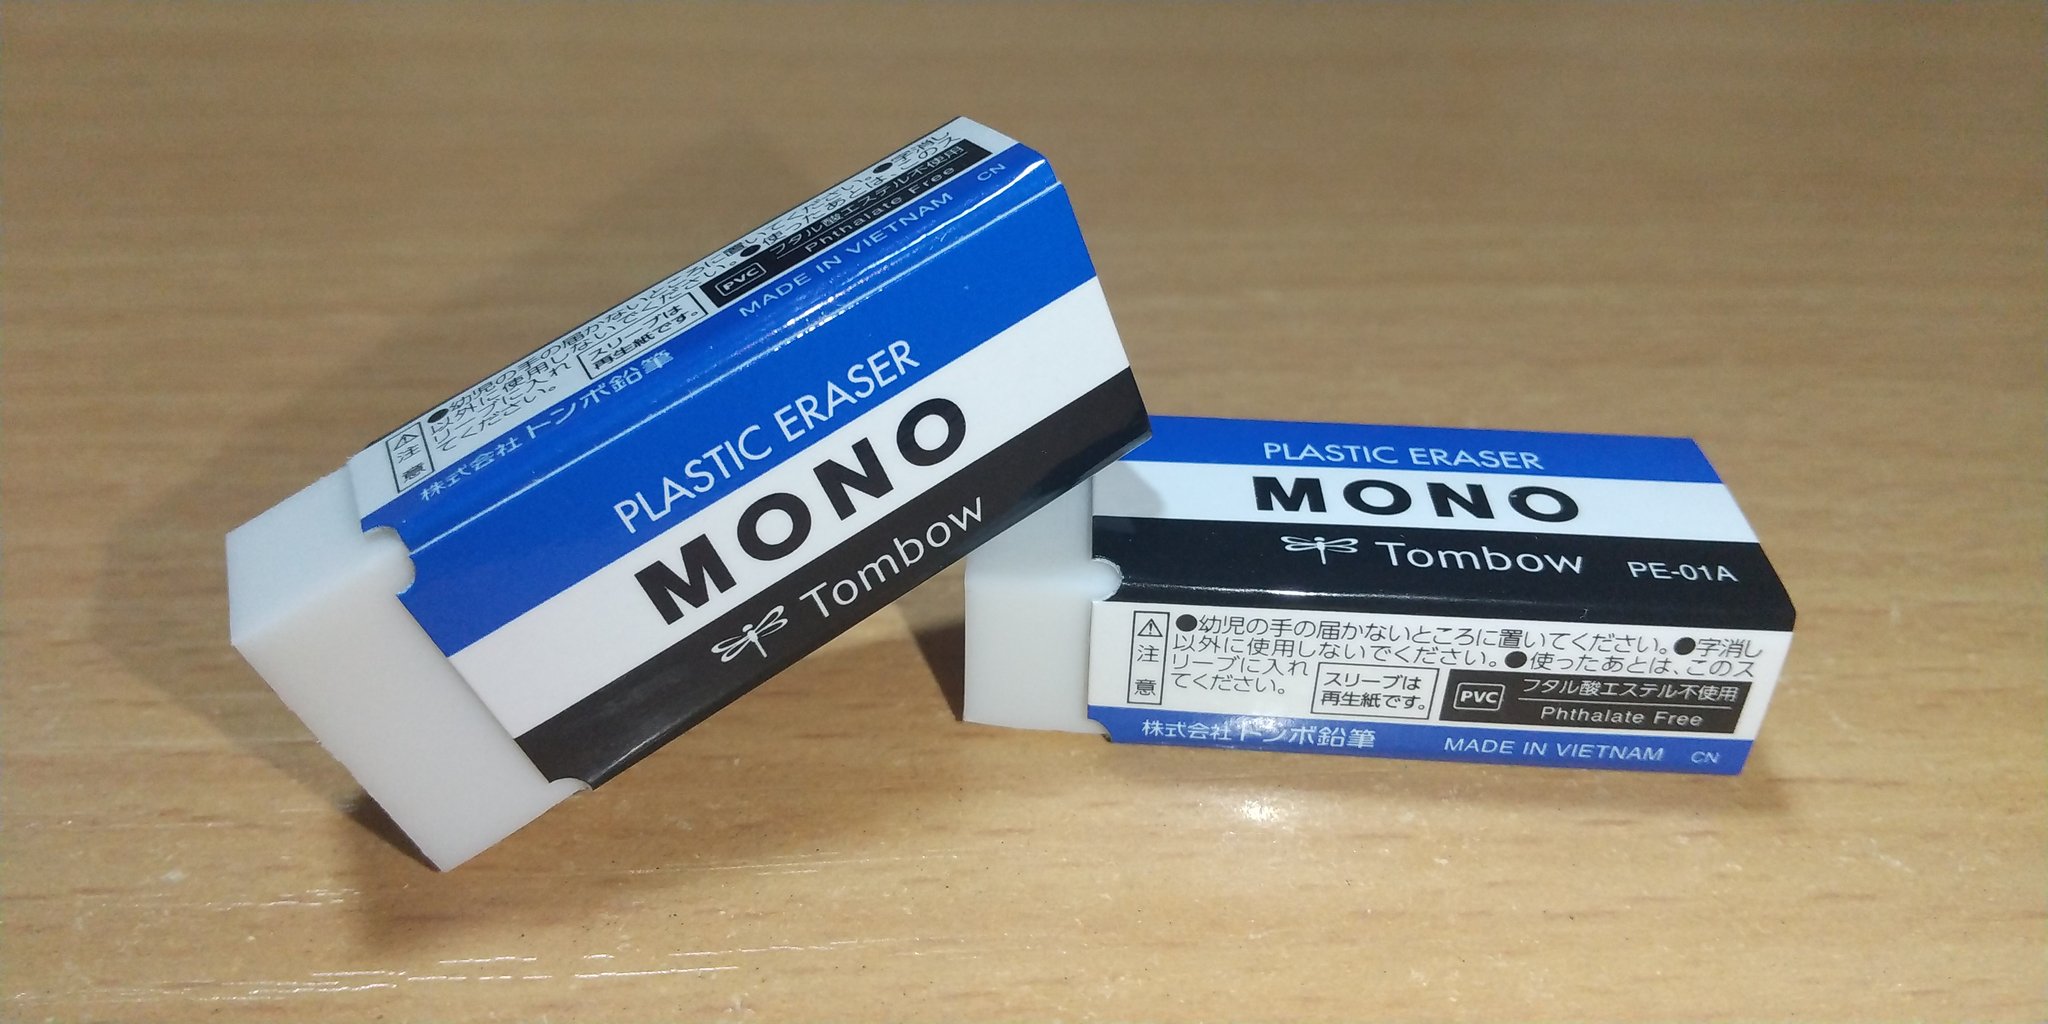 ●幼児の手の届かないところに置いてください。●字消し
以外に使用しないでください。●使ったあとは、このス
リーブに入れ
てください。
⚠注意
スリーブは
再生紙です。
PVC
フタル酸エステル不使用
Phthalate Free
株式会社トンボ鉛筆
MADE IN VIETNAM CN
PLASTIC ERASER
MONO
Tombow
PLASTIC ERASER
MONO
Tombow PE-01A
⚠注意
●幼児の手の届かないところに置いてください。●字消し
以外に使用しないでください。●使ったあとは、このス
リーブに入れ
てください。
スリーブは
再生紙です。
PVC
フタル酸エステル不使用
Phthalate Free
株式会社トンボ鉛筆 MADE IN VIETNAM CN